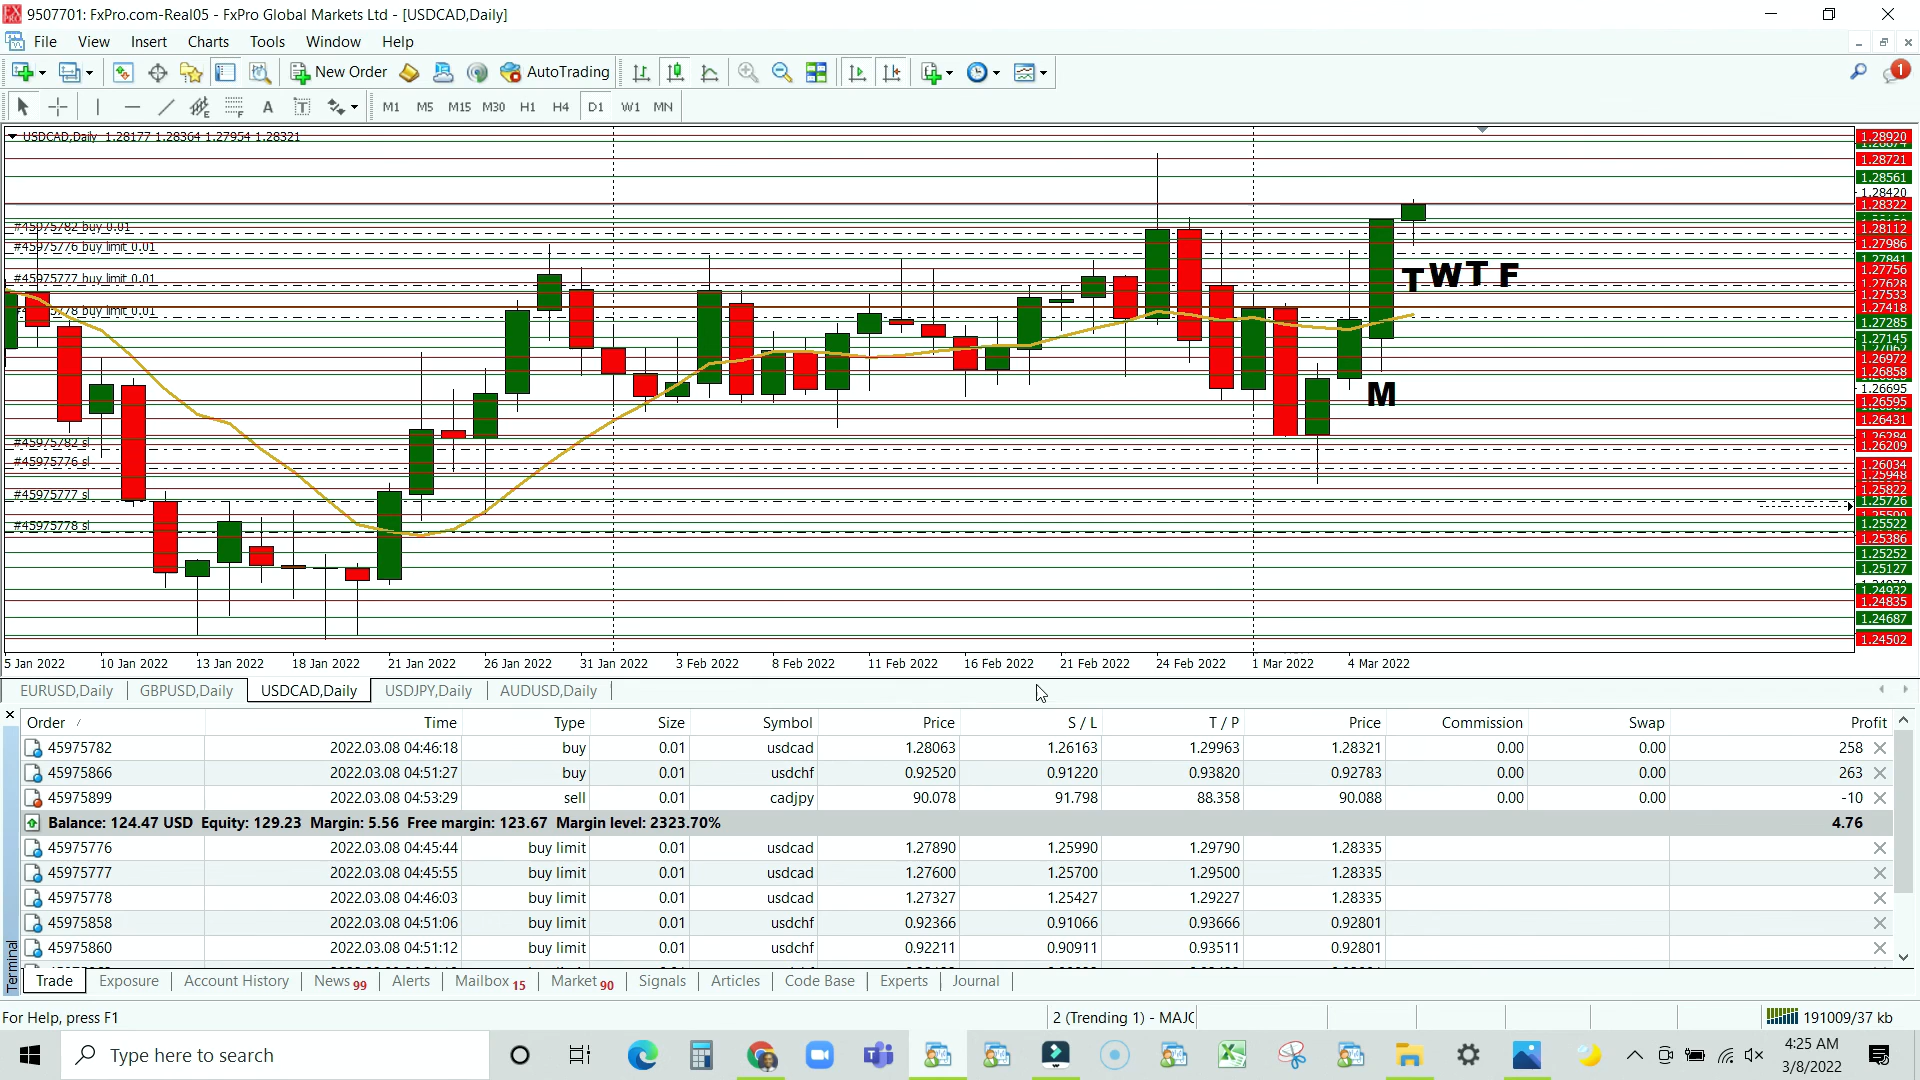 9507701: FxPro.com-Real05 - FxPro Global Markets Ltd - [USDCAD,Daily]
File View Insert Charts Tools Window Help
New Order AutoTrading 1
A T M1 M5 M15 M30 H1 H4 D1 W1 MN
USDCAD,Daily 1.28177 1.28364 1.27954 1.28321
1.28920
1.28721
1.28561
1.28420
1.28322
#45975782 buy 0.01
1.28112
#45975776 buy limit 0.01
1.27986
1.27841
1.27756
#45975777 buy limit 0.01
T W T F
1.27628
1.27533
1.27418
buy limit 0.01
1.27285
1.27145
1.26972
1.26858
1.26695
M
1.26595
1.26431
#45975782 sl
1.26209
#45975776 sl
1.26034
1.25822
#45975777 sl
1.25726
#45975778 sl
1.25522
1.25386
1.25252
1.25127
1.24932
1.24835
1.24687
1.24502
5 Jan 2022 10 Jan 2022 13 Jan 2022 18 Jan 2022 21 Jan 2022 26 Jan 2022 31 Jan 2022 3 Feb 2022 8 Feb 2022 11 Feb 2022 16 Feb 2022 21 Feb 2022 24 Feb 2022 1 Mar 2022 4 Mar 2022
EURUSD,Daily GBPUSD,Daily USDCAD,Daily USDJPY,Daily AUDUSD,Daily
Order Time Type Size Symbol Price S / L T / P Price Commission Swap Profit
45975782 2022.03.08 04:46:18 buy 0.01 usdcad 1.28063 1.26163 1.29963 1.28321 0.00 0.00 258
45975866 2022.03.08 04:51:27 buy 0.01 usdchf 0.92520 0.91220 0.93820 0.92783 0.00 0.00 263
45975899 2022.03.08 04:53:29 sell 0.01 cadjpy 90.078 91.798 88.358 90.088 0.00 0.00 -10
Balance: 124.47 USD Equity: 129.23 Margin: 5.56 Free margin: 123.67 Margin level: 2323.70% 4.76
45975776 2022.03.08 04:45:44 buy limit 0.01 usdcad 1.27890 1.25990 1.29790 1.28335
45975777 2022.03.08 04:45:55 buy limit 0.01 usdcad 1.27600 1.25700 1.29500 1.28335
45975778 2022.03.08 04:46:03 buy limit 0.01 usdcad 1.27327 1.25427 1.29227 1.28335
45975858 2022.03.08 04:51:06 buy limit 0.01 usdchf 0.92366 0.91066 0.93666 0.92801
45975860 2022.03.08 04:51:12 buy limit 0.01 usdchf 0.92211 0.90911 0.93511 0.92801
Terminal
Trade Exposure Account History News 99 Alerts Mailbox 15 Market 90 Signals Articles Code Base Experts Journal
For Help, press F1 2 (Trending 1) - MAJC 191009/37 kb
Type here to search 4:25 AM
3/8/2022